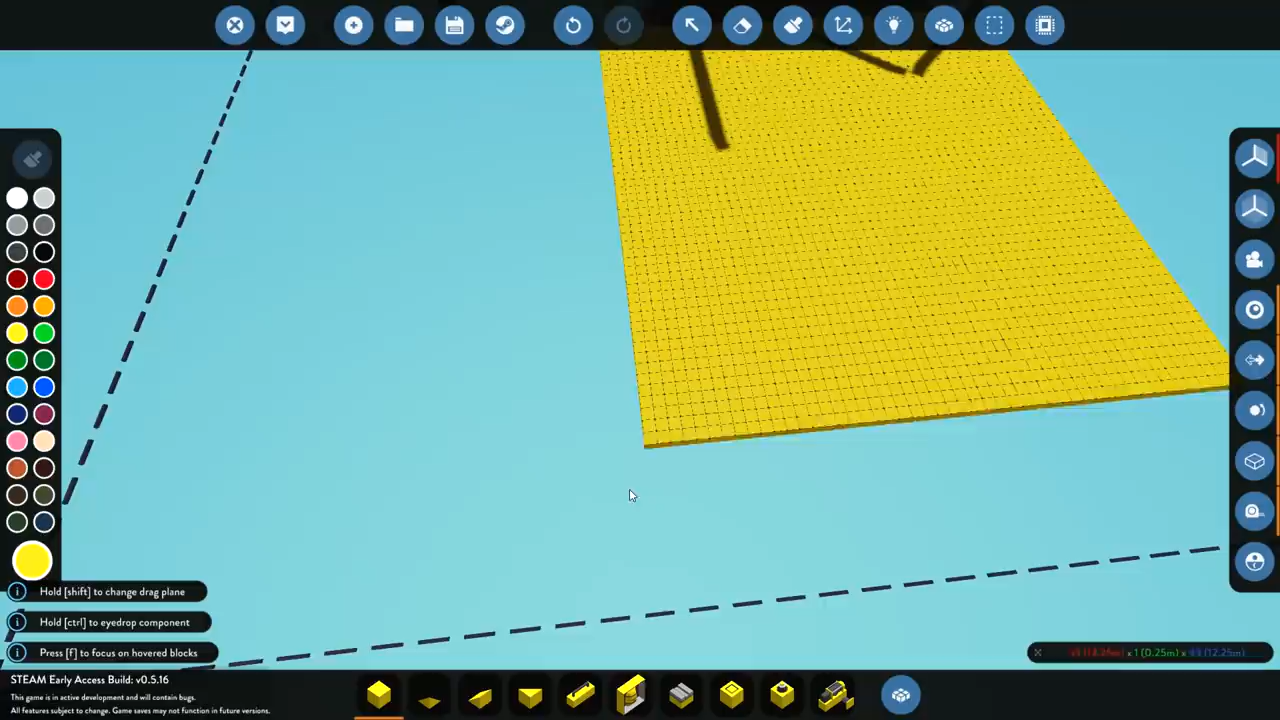 Hold [shift] to change drag plane
Hold [ctrl] to eyedrop component
Press [f] to focus on hovered blocks
x 1 (0.25m) x (12.25m)
STEAM Early Access Build: v0.5.16
This game is in active development and will contain bugs.
All features subject to change. Game saves may not function in future versions.